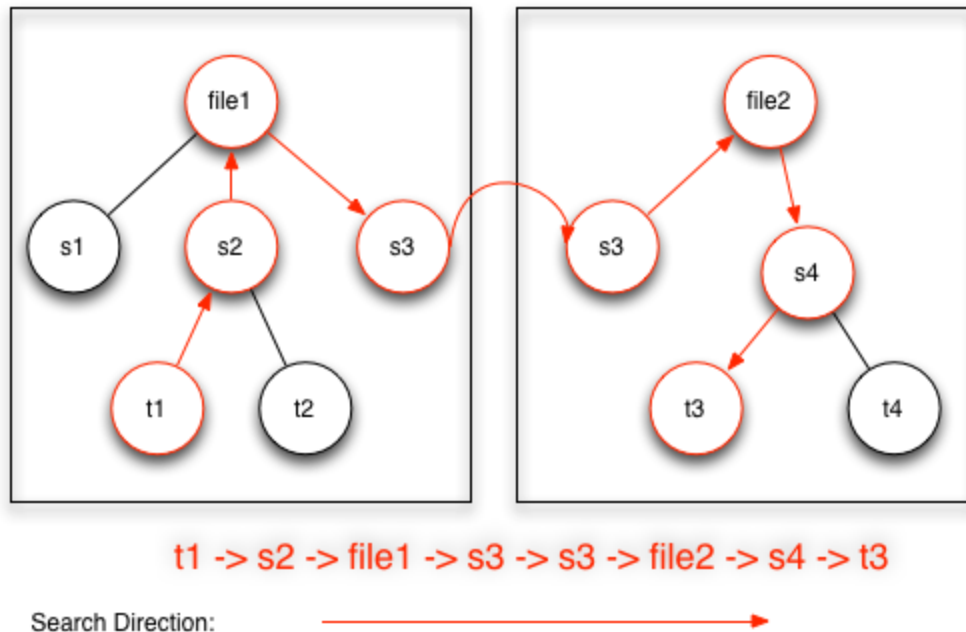 file1
file2
s1
s2
s3
s3
s4
t1
t2
t3
t4
t1 -> s2 -> file1 -> s3 -> s3 -> file2 -> s4 -> t3
Search Direction: